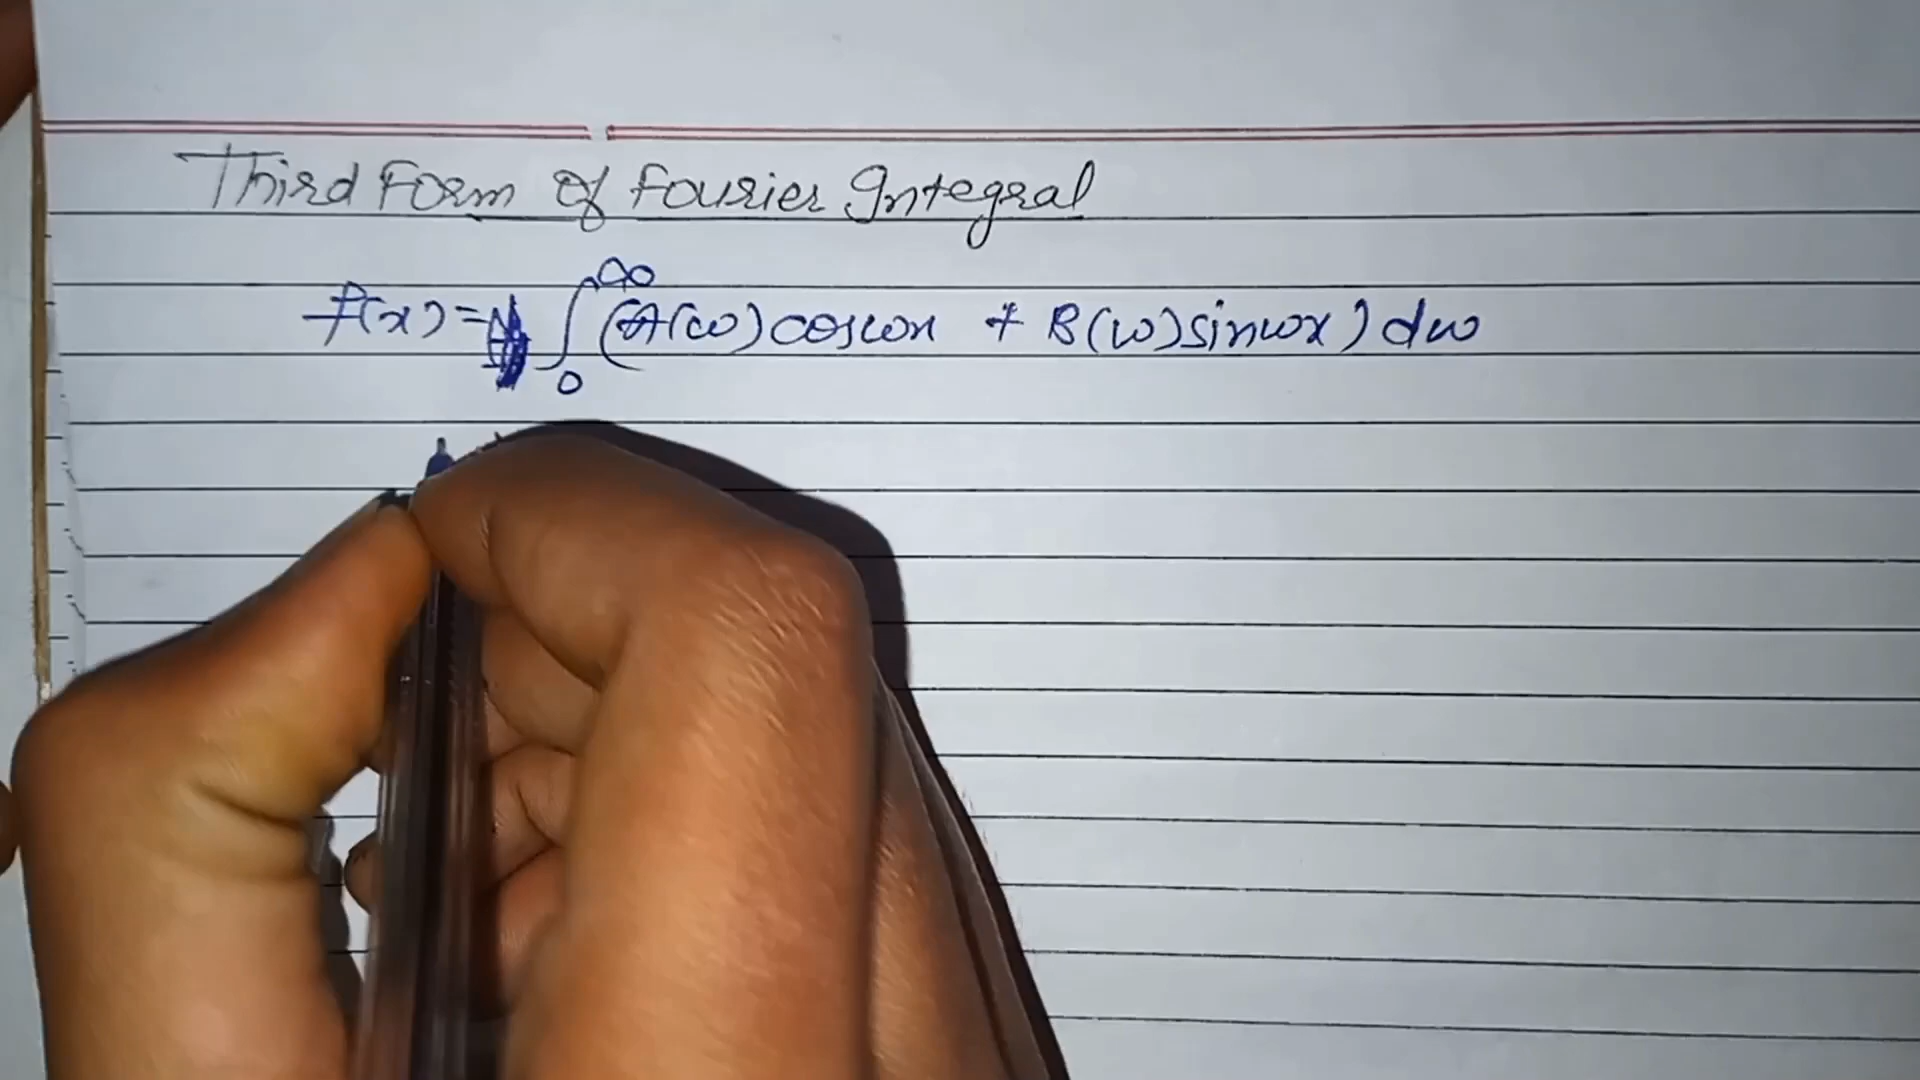 Third Form of Fourier Integral
f(x) = ∫₀^∞ (A(ω) cosωx + B(ω) sinωx) dω